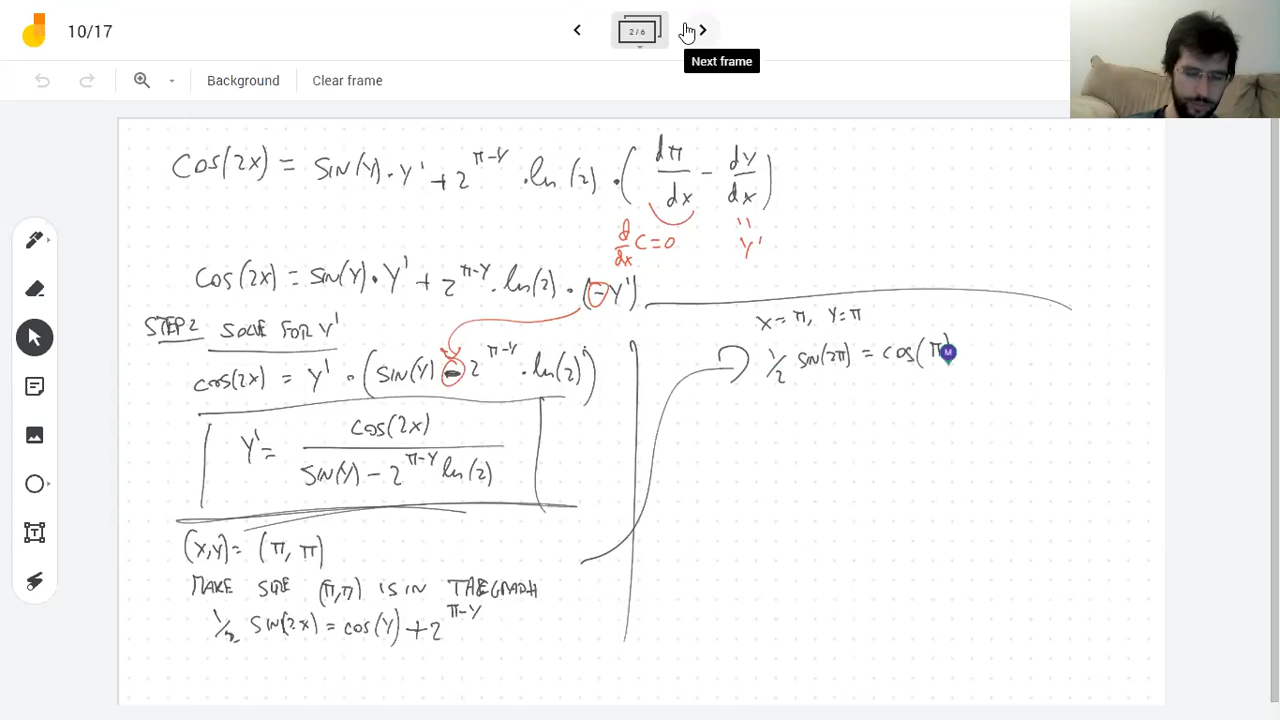 10/17
2 / 6
Next frame
Background
Clear frame
COS(2X) = SIN(Y) · Y' + 2^{π-Y} · ln(2) · (dπ/dx - dy/dx)
d/dx C = 0
"
Y'
COS(2X) = SIN(Y) · Y' + 2^{π-Y} · ln(2) · (-Y')
STEP 2 SOLVE FOR Y'
COS(2X) = Y' · (SIN(Y) - 2^{π-Y} · ln(2))
Y' = COS(2X) / (SIN(Y) - 2^{π-Y} ln(2))
(X,Y) = (π, π)
MAKE SURE (π,π) IS IN THE GRAPH
1/2 SIN(2X) = COS(Y) + 2^{π-Y}
X = π, Y = π
1/2 SIN(2π) = COS(π)
M